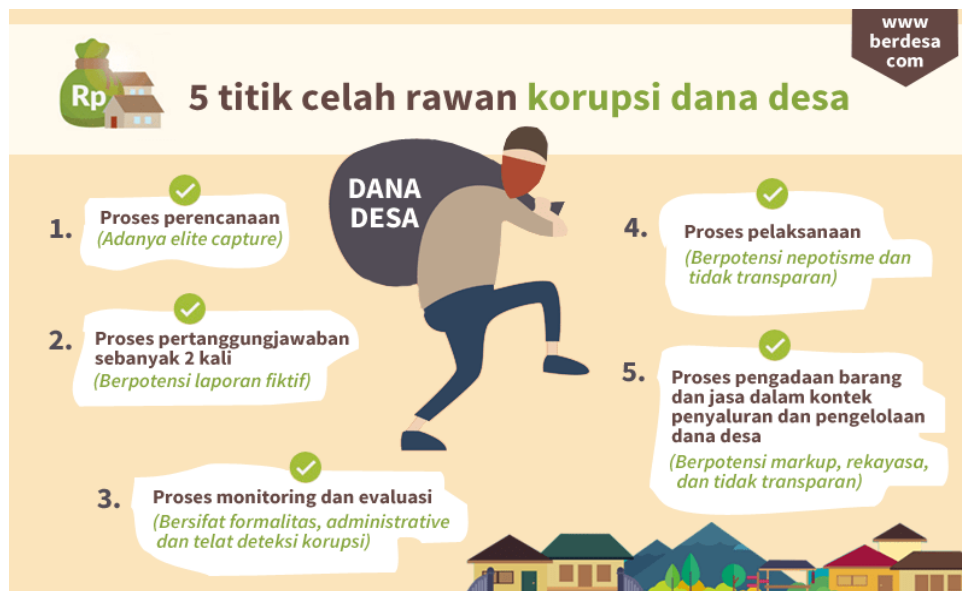 www
berdesa
com
Rp
5 titik celah rawan korupsi dana desa
DANA
DESA
1.
Proses perencanaan
(Adanya elite capture)
2.
Proses pertanggungjawaban
sebanyak 2 kali
(Berpotensi laporan fiktif)
3.
Proses monitoring dan evaluasi
(Bersifat formalitas, administrative
dan telat deteksi korupsi)
4.
Proses pelaksanaan
(Berpotensi nepotisme dan
tidak transparan)
5.
Proses pengadaan barang
dan jasa dalam kontek
penyaluran dan pengelolaan
dana desa
(Berpotensi markup, rekayasa,
dan tidak transparan)